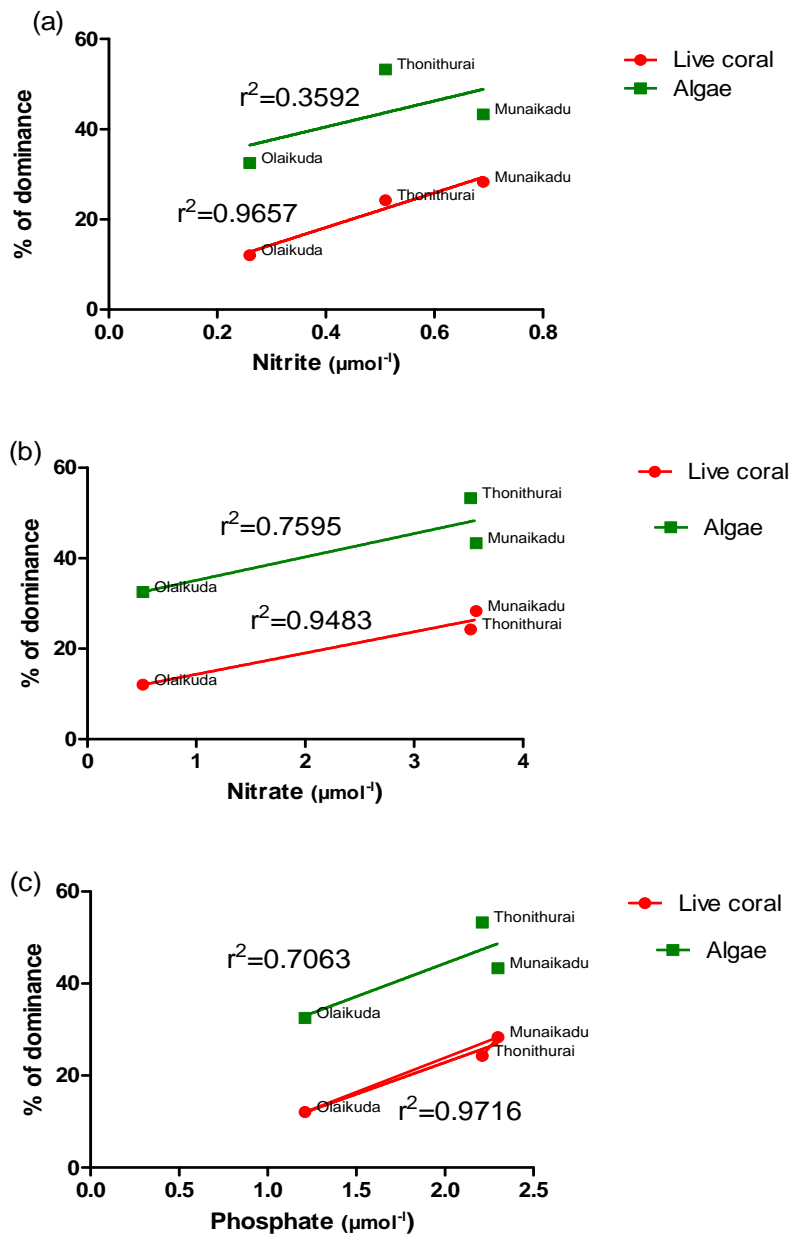 (a)
60
40
20
0
% of dominance
r²=0.3592
r²=0.9657
Thonithurai
Munaikadu
Olaikuda
Thonithurai
Munaikadu
Olaikuda
0.0 0.2 0.4 0.6 0.8
Nitrite (µmol⁻ˡ)
Live coral
Algae
(b)
60
40
20
0
% of dominance
r²=0.7595
r²=0.9483
Thonithurai
Munaikadu
Olaikuda
Munaikadu
Thonithurai
Olaikuda
0 1 2 3 4
Nitrate (µmol⁻ˡ)
Live coral
Algae
(c)
60
40
20
0
% of dominance
r²=0.7063
r²=0.9716
Thonithurai
Munaikadu
Olaikuda
Munaikadu
Thonithurai
Olaikuda
0.0 0.5 1.0 1.5 2.0 2.5
Phosphate (µmol⁻ˡ)
Live coral
Algae